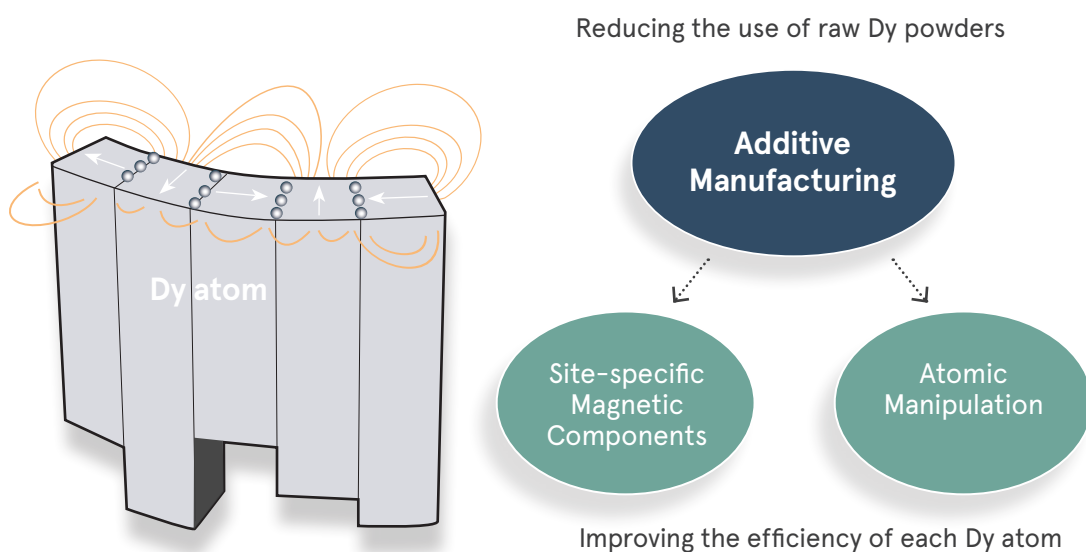 Reducing the use of raw Dy powders
Additive
Manufacturing
Dy atom
Site-specific
Magnetic
Components
Atomic
Manipulation
Improving the efficiency of each Dy atom